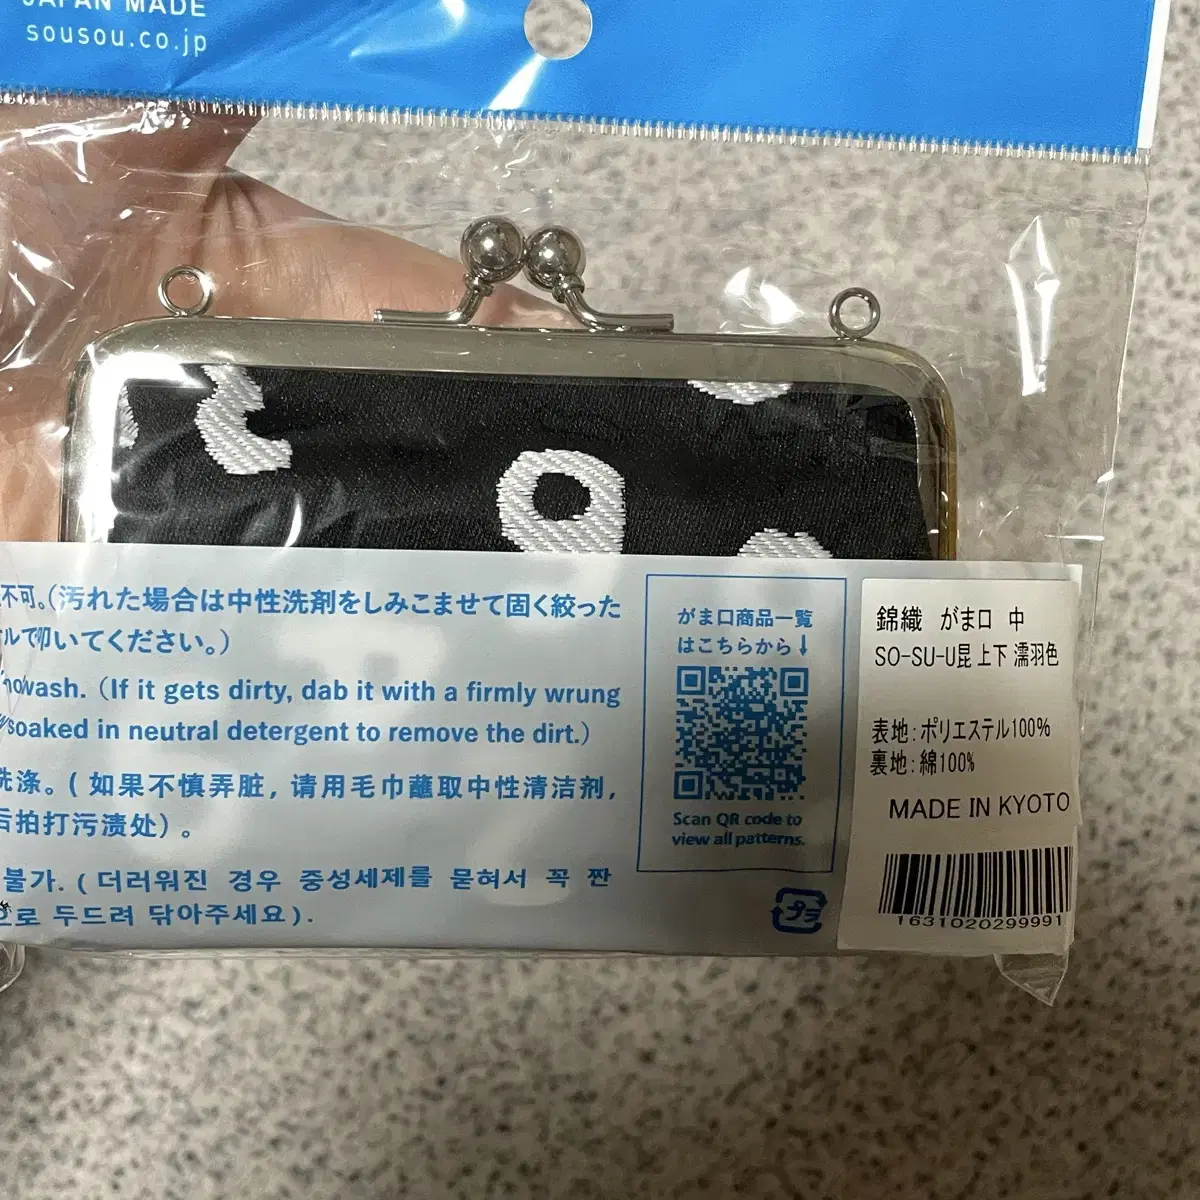 JAPAN MADE
sousou.co.jp
不可。(汚れた場合は中性洗剤をしみこませて固く絞った
ルで叩いてください。)
wash. (If it gets dirty, dab it with a firmly wrung
soaked in neutral detergent to remove the dirt.)
洗涤。( 如果不慎弄脏, 请用毛巾蘸取中性清洁剂,
后拍打污渍处) 。
불가. ( 더러워진 경우 중성세제를 묻혀서 꼭 짠
으로 두드려 닦아주세요).
がま口商品一覧
はこちらから↓
Scan QR code to
view all patterns.
プラ
錦織 がま口 中
SO-SU-U昆 上下 濡羽色
表地:ポリエステル100%
裏地:綿100%
MADE IN KYOTO
1631020299991